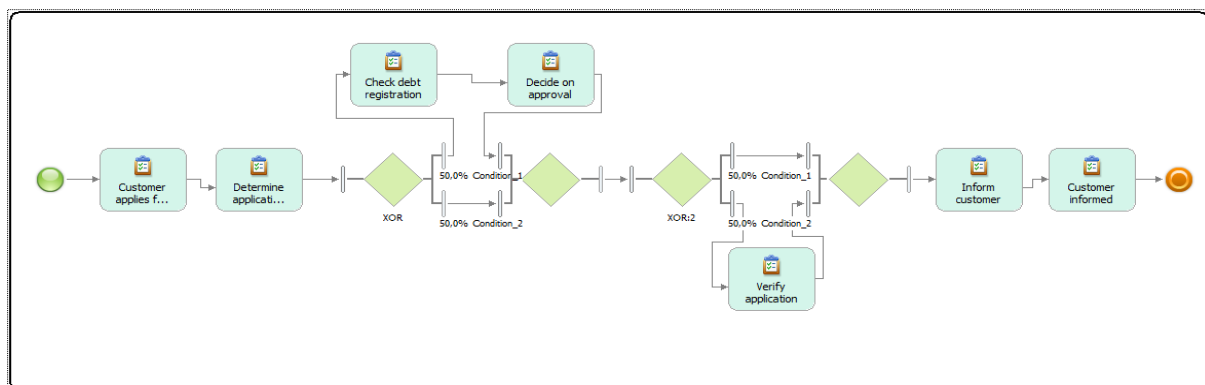 Check debt
registration
Decide on
approval
Customer
applies f...
Determine
applicati...
XOR
50,0% Condition_1
50,0% Condition_2
XOR:2
50,0% Condition_1
50,0% Condition_2
Verify
application
Inform
customer
Customer
informed